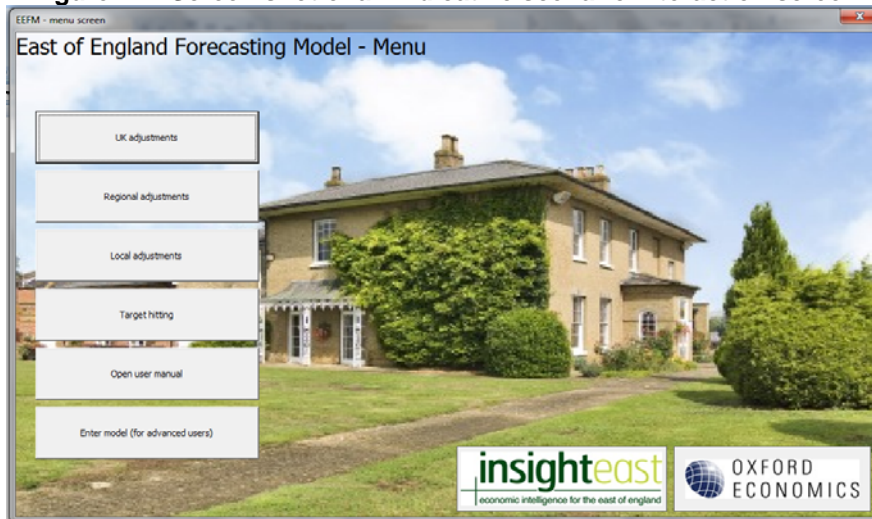 EEFM - menu screen
East of England Forecasting Model - Menu
UK adjustments
Regional adjustments
Local adjustments
Target hitting
Open user manual
Enter model (for advanced users)
insighteast
economic intelligence for the east of england
OXFORD
ECONOMICS